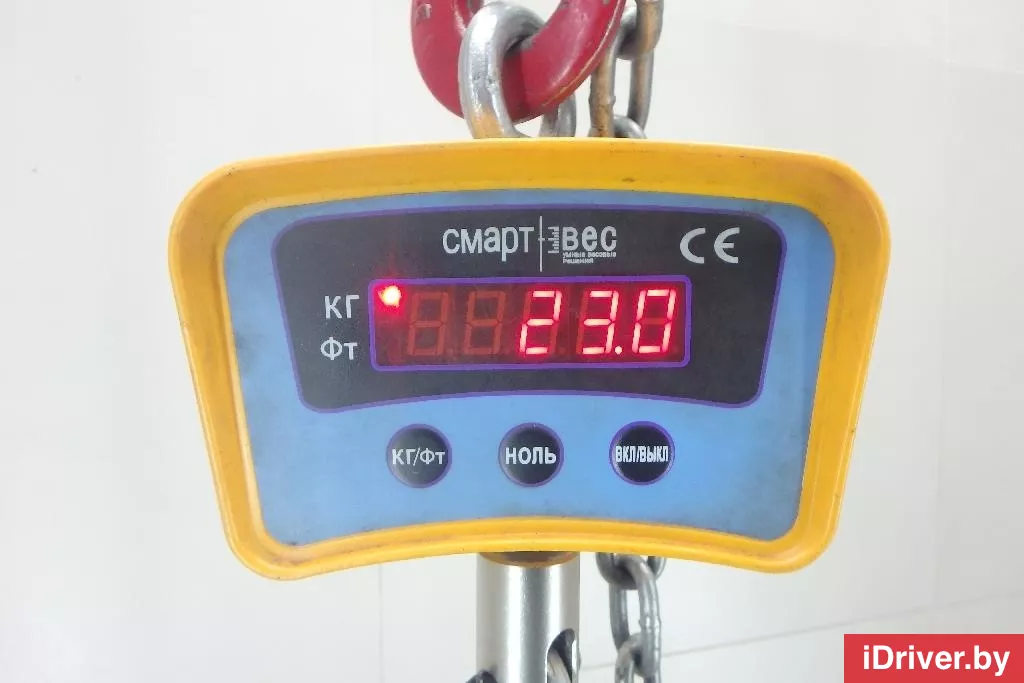 смарт вес
умные весовые
решения
CE
КГ
23.0
Фт
КГ/Фт
НОЛЬ
ВКЛ/ВЫКЛ
iDriver.by